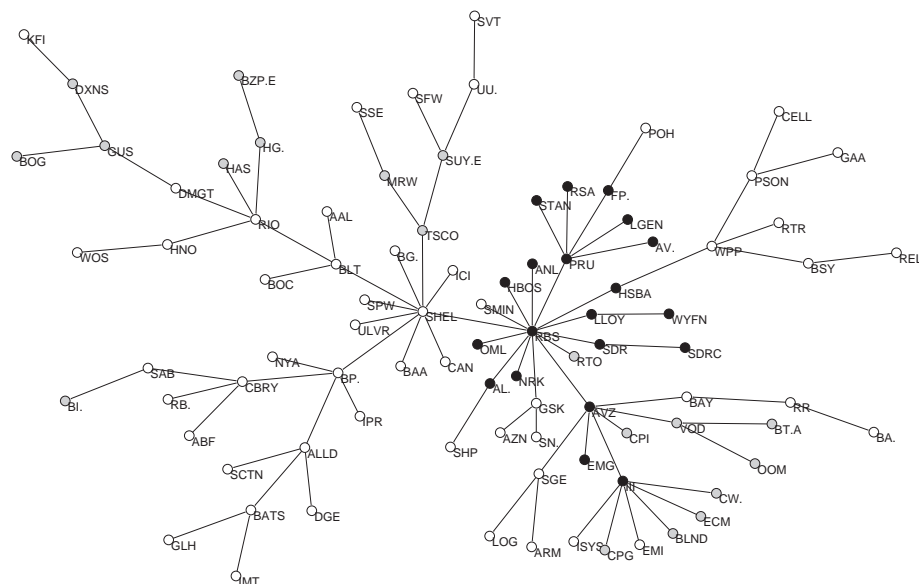 SVT
KFI
BZP.E
DXNS
UU.
SFW
SSE
CELL
POH
GUS
HG.
BOG
SUY.E
GAA
HAS
MRW
PSON
DMGT
RSA
FP.
STAN
AAL
RIO
LGEN
RTR
TSCO
AV.
HNO
WPP
WOS
BG.
REL
PRU
BSY
BLT
ANL
ICI
BOC
HBOS
HSBA
SPW
SMIN
SHEL
LLOY
WYFN
ULVR
RBS
OML
SDR
SDRC
RTO
NYA
BAA
CAN
BP.
SAB
NRK
CBRY
AL.
BI.
RB.
BAY
RR
GSK
AVZ
IPR
VOD
BT.A
ABF
AZN
SN.
CPI
BA.
ALLD
SHP
EMG
OOM
SCTN
SGE
III
CW.
BATS
DGE
ECM
LOG
BLND
GLH
ARM
ISYS
CPG
EMI
IMT